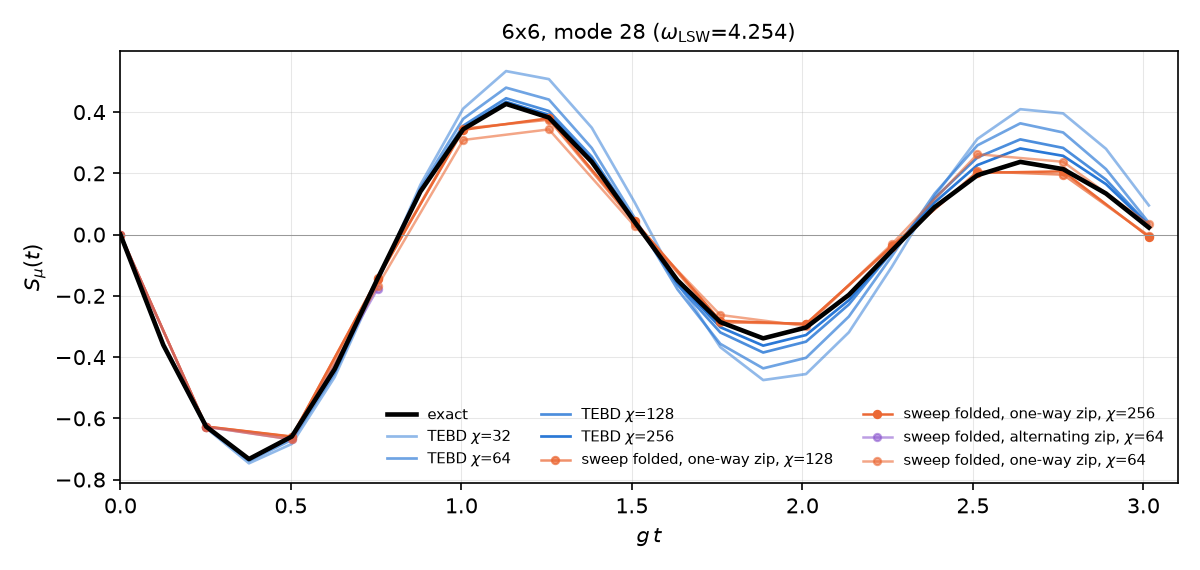 6x6, mode 28 (ω_LSW=4.254)
s_μ(t)
0.4
0.2
0.0
−0.2
−0.4
−0.6
−0.8
exact
TEBD χ=32
TEBD χ=64
TEBD χ=128
TEBD χ=256
sweep folded, one-way zip, χ=128
sweep folded, one-way zip, χ=256
sweep folded, alternating zip, χ=64
sweep folded, one-way zip, χ=64
0.0 0.5 1.0 1.5 2.0 2.5 3.0
g t